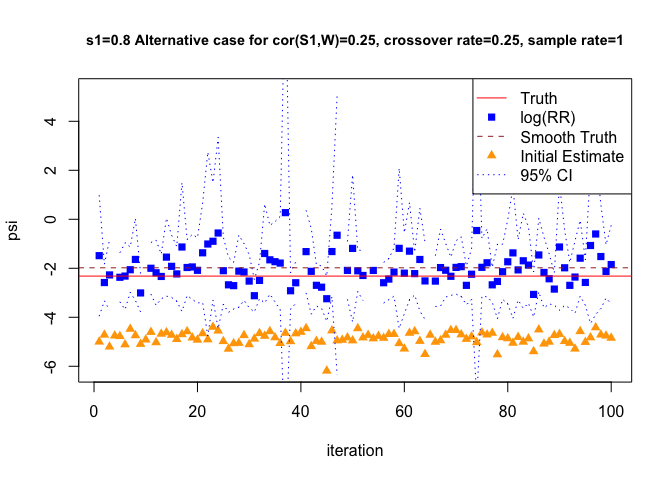 s1=0.8 Alternative case for cor(S1,W)=0.25, crossover rate=0.25, sample rate=1
Truth
log(RR)
Smooth Truth
Initial Estimate
95% CI
psi
4
2
0
-2
-4
-6
0 20 40 60 80 100
iteration